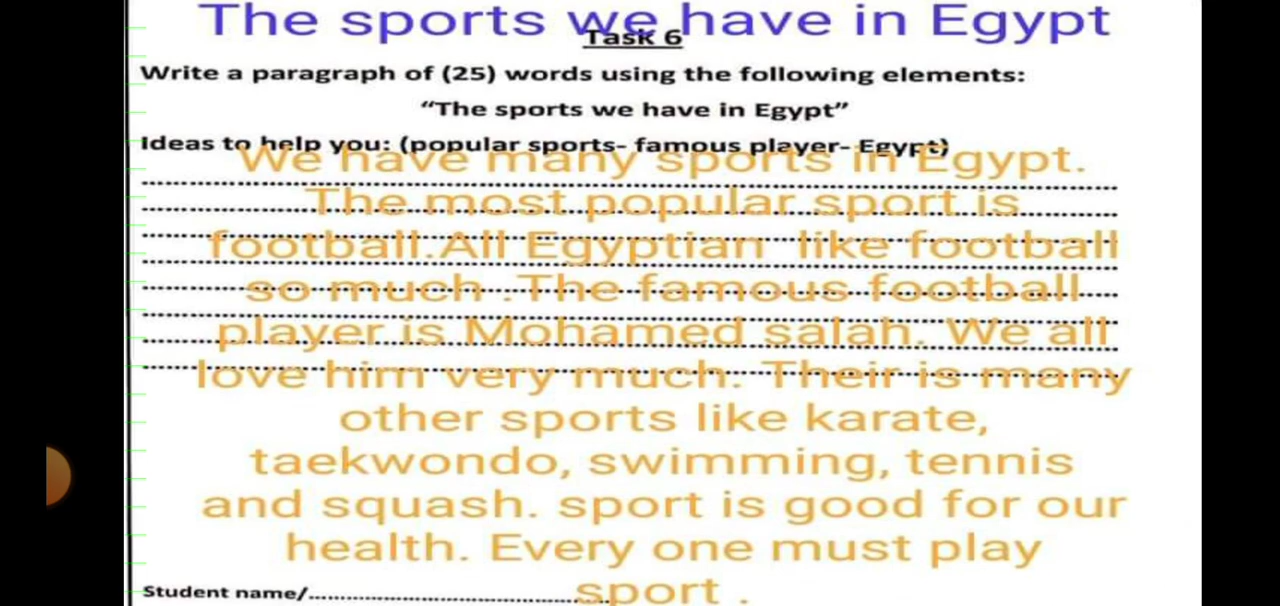 The sports we have in Egypt
Task 6
Write a paragraph of (25) words using the following elements:
“The sports we have in Egypt”
Ideas to help you: (popular sports- famous player- Egypt)
We have many sports in Egypt.
The most popular sport is
football.All Egyptian like football
so much .The famous football
player is Mohamed salah. We all
love him very much. Their is many
other sports like karate,
taekwondo, swimming, tennis
and squash. sport is good for our
health. Every one must play
sport .
Student name/